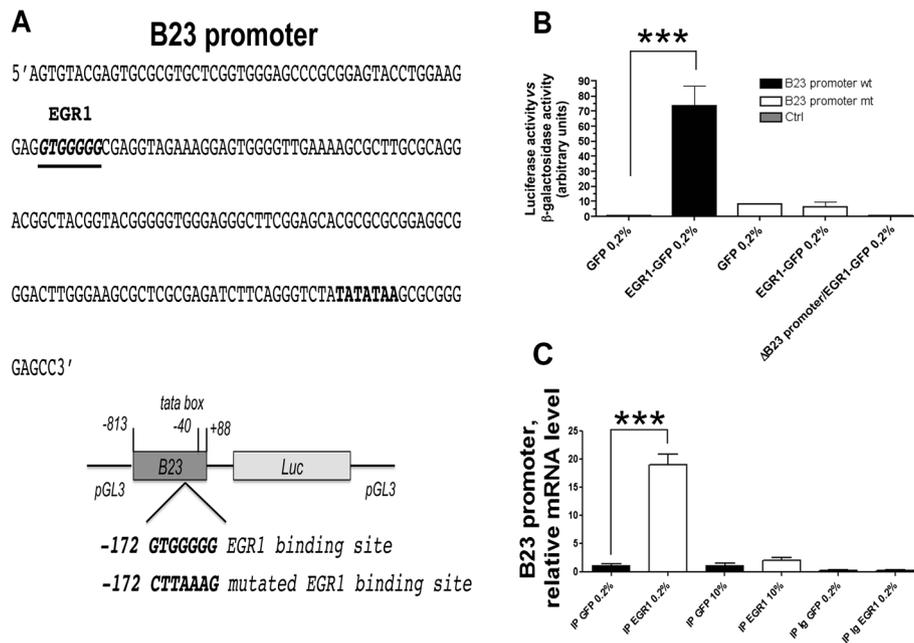 A
B23 promoter
5'AGTGTACGAGTGCGCGTGCTCGGTGGGAGCCCGCGGAGTACCTGGAAG
EGR1
GAGGTGGGGGCGAGGTAGAAAGGAGTGGGGTTGAAAAGCGCTTGCGCAGG
ACGGCTACGGTACGGGGGTGGGAGGGCTTCGGAGCACGCGCGCGGAGGCG
GGACTTGGGAAGCGCTCGCGAGATCTTCAGGGTCTATATATAAGCGCGGG
GAGCC3'
tata box
-813
-40
+88
B23
Luc
pGL3
pGL3
-172 GTGGGGG EGR1 binding site
-172 CTTAAAG mutated EGR1 binding site
B
***
Luciferase activity vs
β-galactosidase activity
(arbitrary units)
90
80
70
60
50
40
30
20
10
0
B23 promoter wt
B23 promoter mt
Ctrl
GFP 0,2%
EGR1-GFP 0,2%
GFP 0,2%
EGR1-GFP 0,2%
ΔB23 promoter/EGR1-GFP 0,2%
C
***
B23 promoter,
relative mRNA level
25
20
15
10
5
0
IP GFP 0.2%
IP EGR1 0.2%
IP GFP 10%
IP EGR1 10%
IP Ig GFP 0.2%
IP Ig EGR1 0.2%